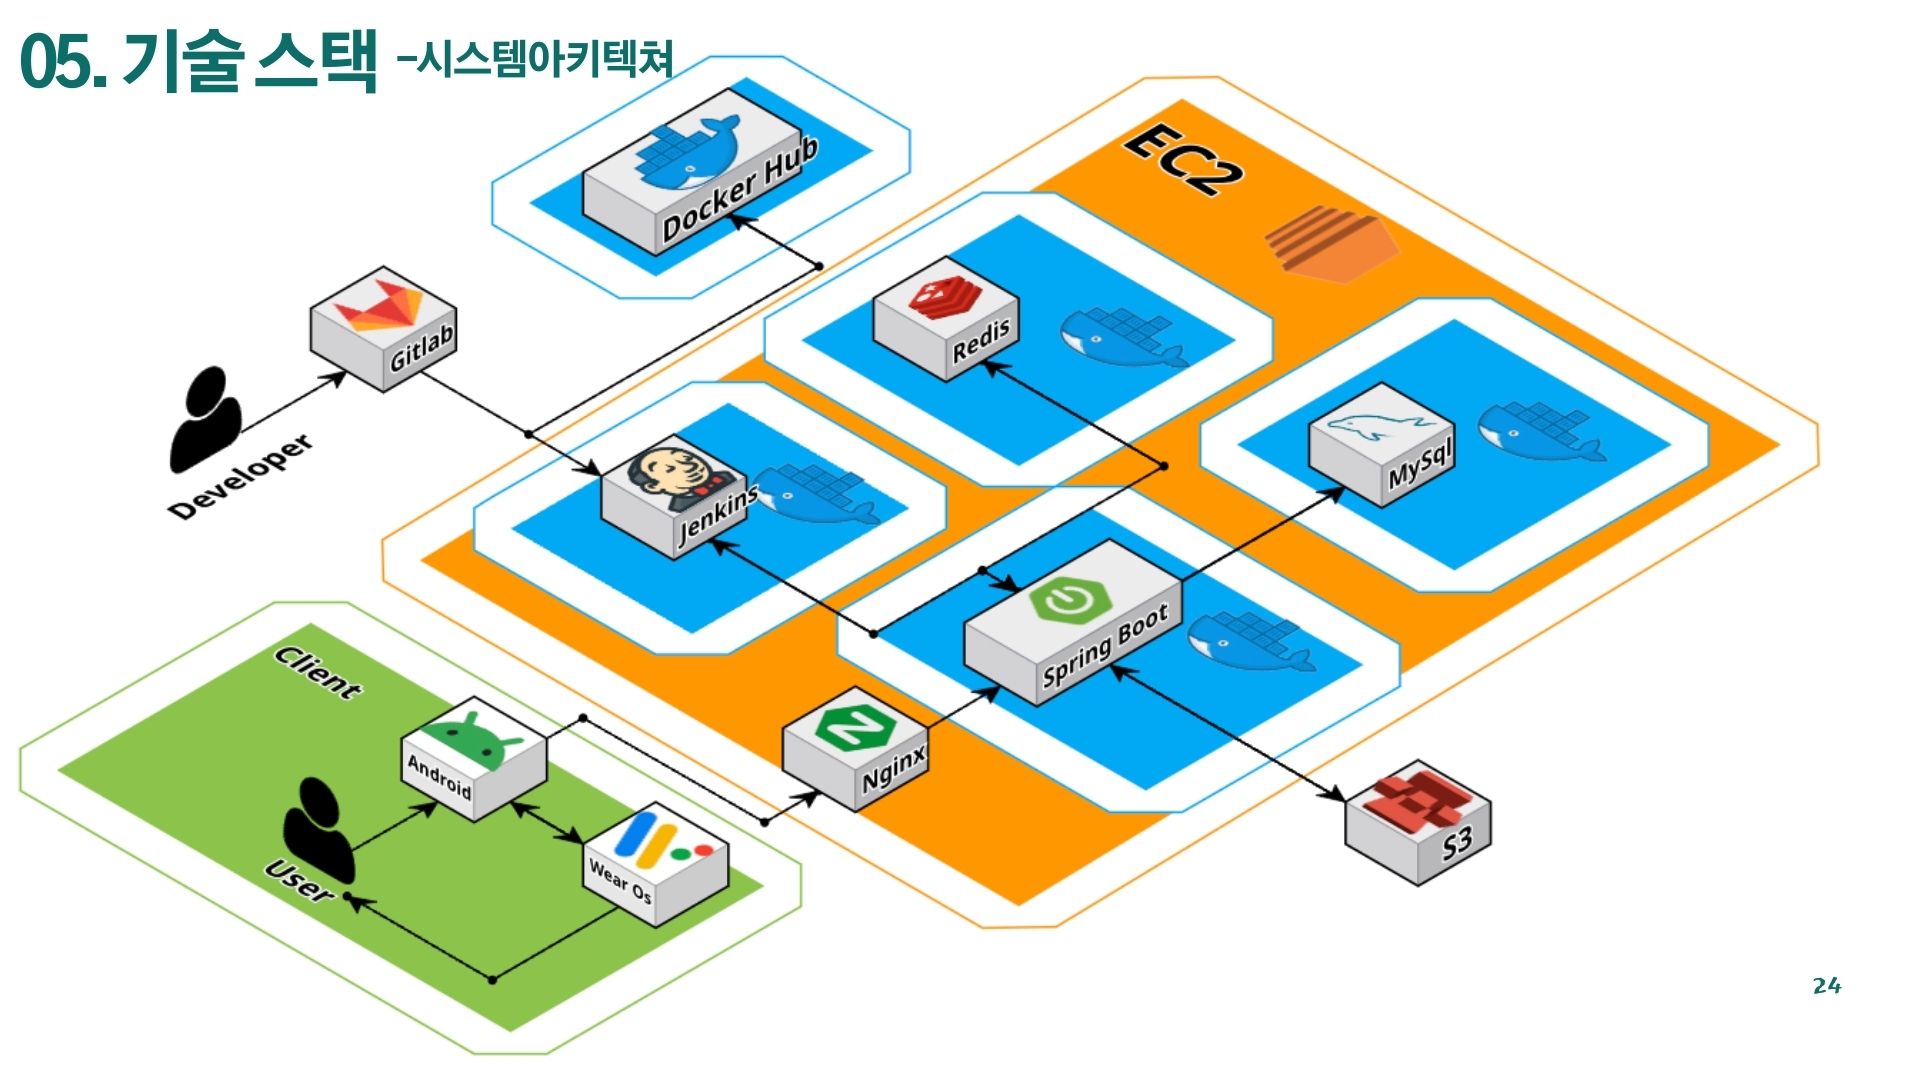 05. 기술 스택 -시스템아키텍쳐
Docker Hub
EC2
Gitlab
Redis
Developer
MySql
Jenkins
Spring Boot
Client
Android
Nginx
User
Wear Os
S3
24